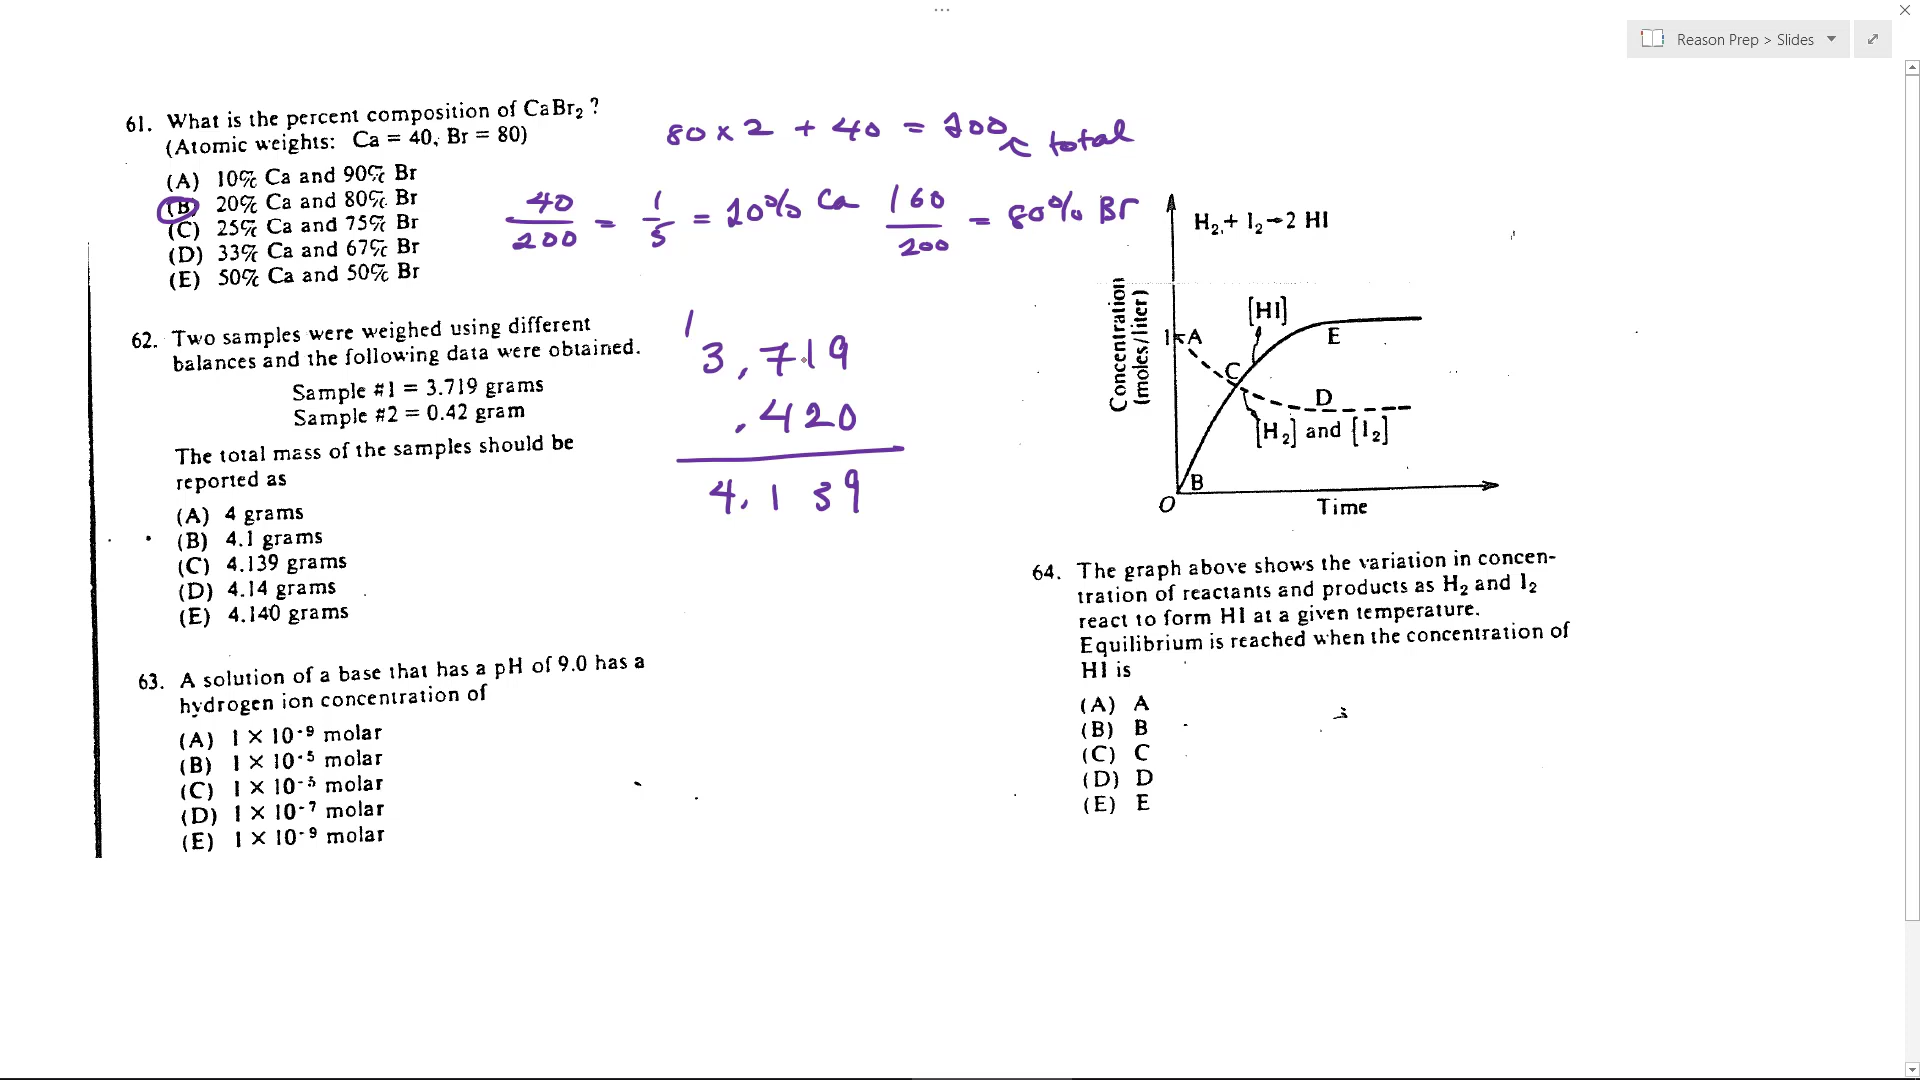 Reason Prep > Slides
61. What is the percent composition of CaBr₂ ?
(Atomic weights: Ca = 40, Br = 80)
(A) 10% Ca and 90% Br
(B) 20% Ca and 80% Br
(C) 25% Ca and 75% Br
(D) 33% Ca and 67% Br
(E) 50% Ca and 50% Br
80 x 2 + 40 = 200 total
40/200 = 1/5 = 20% Ca 160/200 = 80% Br
62. Two samples were weighed using different
balances and the following data were obtained.
Sample #1 = 3.719 grams
Sample #2 = 0.42 gram
The total mass of the samples should be
reported as
(A) 4 grams
(B) 4.1 grams
(C) 4.139 grams
(D) 4.14 grams
(E) 4.140 grams
1
3,719
.420
4.139
63. A solution of a base that has a pH of 9.0 has a
hydrogen ion concentration of
(A) 1 × 10⁻⁹ molar
(B) 1 × 10⁻⁵ molar
(C) 1 × 10 molar
(D) 1 × 10⁻⁷ molar
(E) 1 × 10⁻⁹ molar
H₂ + I₂ → 2 HI
Concentration
(moles/liter)
[HI]
1 A
E
C
D
[H₂] and [I₂]
B
O
Time
64. The graph above shows the variation in concen-
tration of reactants and products as H₂ and I₂
react to form HI at a given temperature.
Equilibrium is reached when the concentration of
HI is
(A) A
(B) B
(C) C
(D) D
(E) E